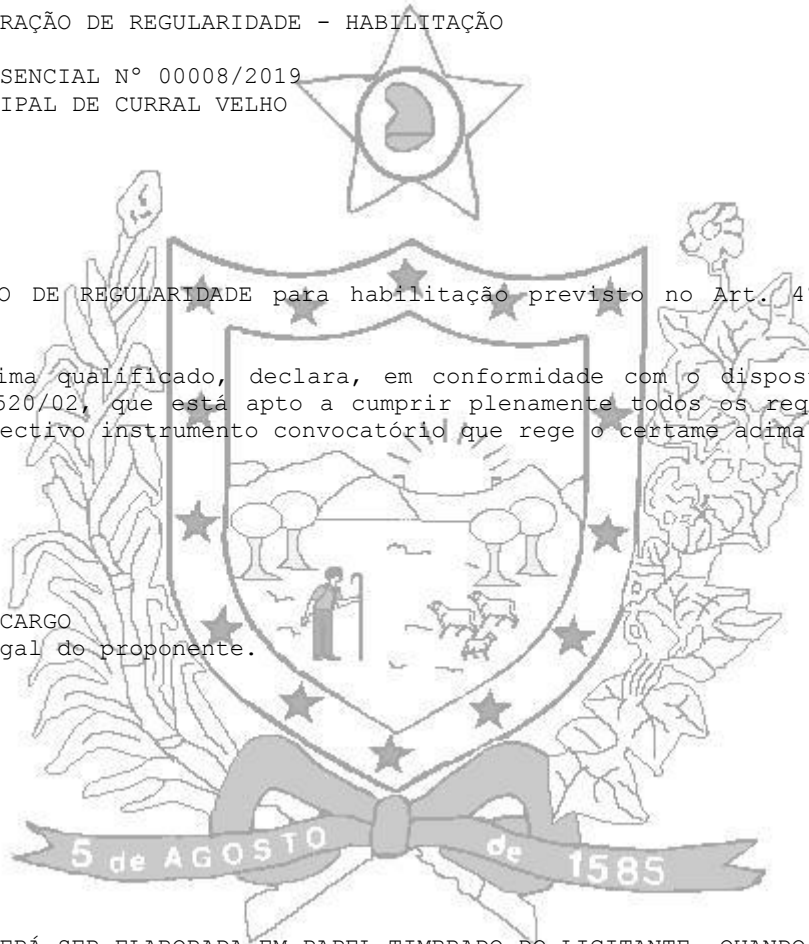 RAÇÃO DE REGULARIDADE - HABILITAÇÃO
SENCIAL Nº 00008/2019
IPAL DE CURRAL VELHO
O DE REGULARIDADE para habilitação previsto no Art. 4º
ima qualificado, declara, em conformidade com o dispost
520/02, que está apto a cumprir plenamente todos os req
ectivo instrumento convocatório que rege o certame acima
CARGO
gal do proponente.
5 de AGOSTO de 1585
ERÁ SER ELABORADA EM PAPEL TIMBRADO DO LICITANTE, QUANDO